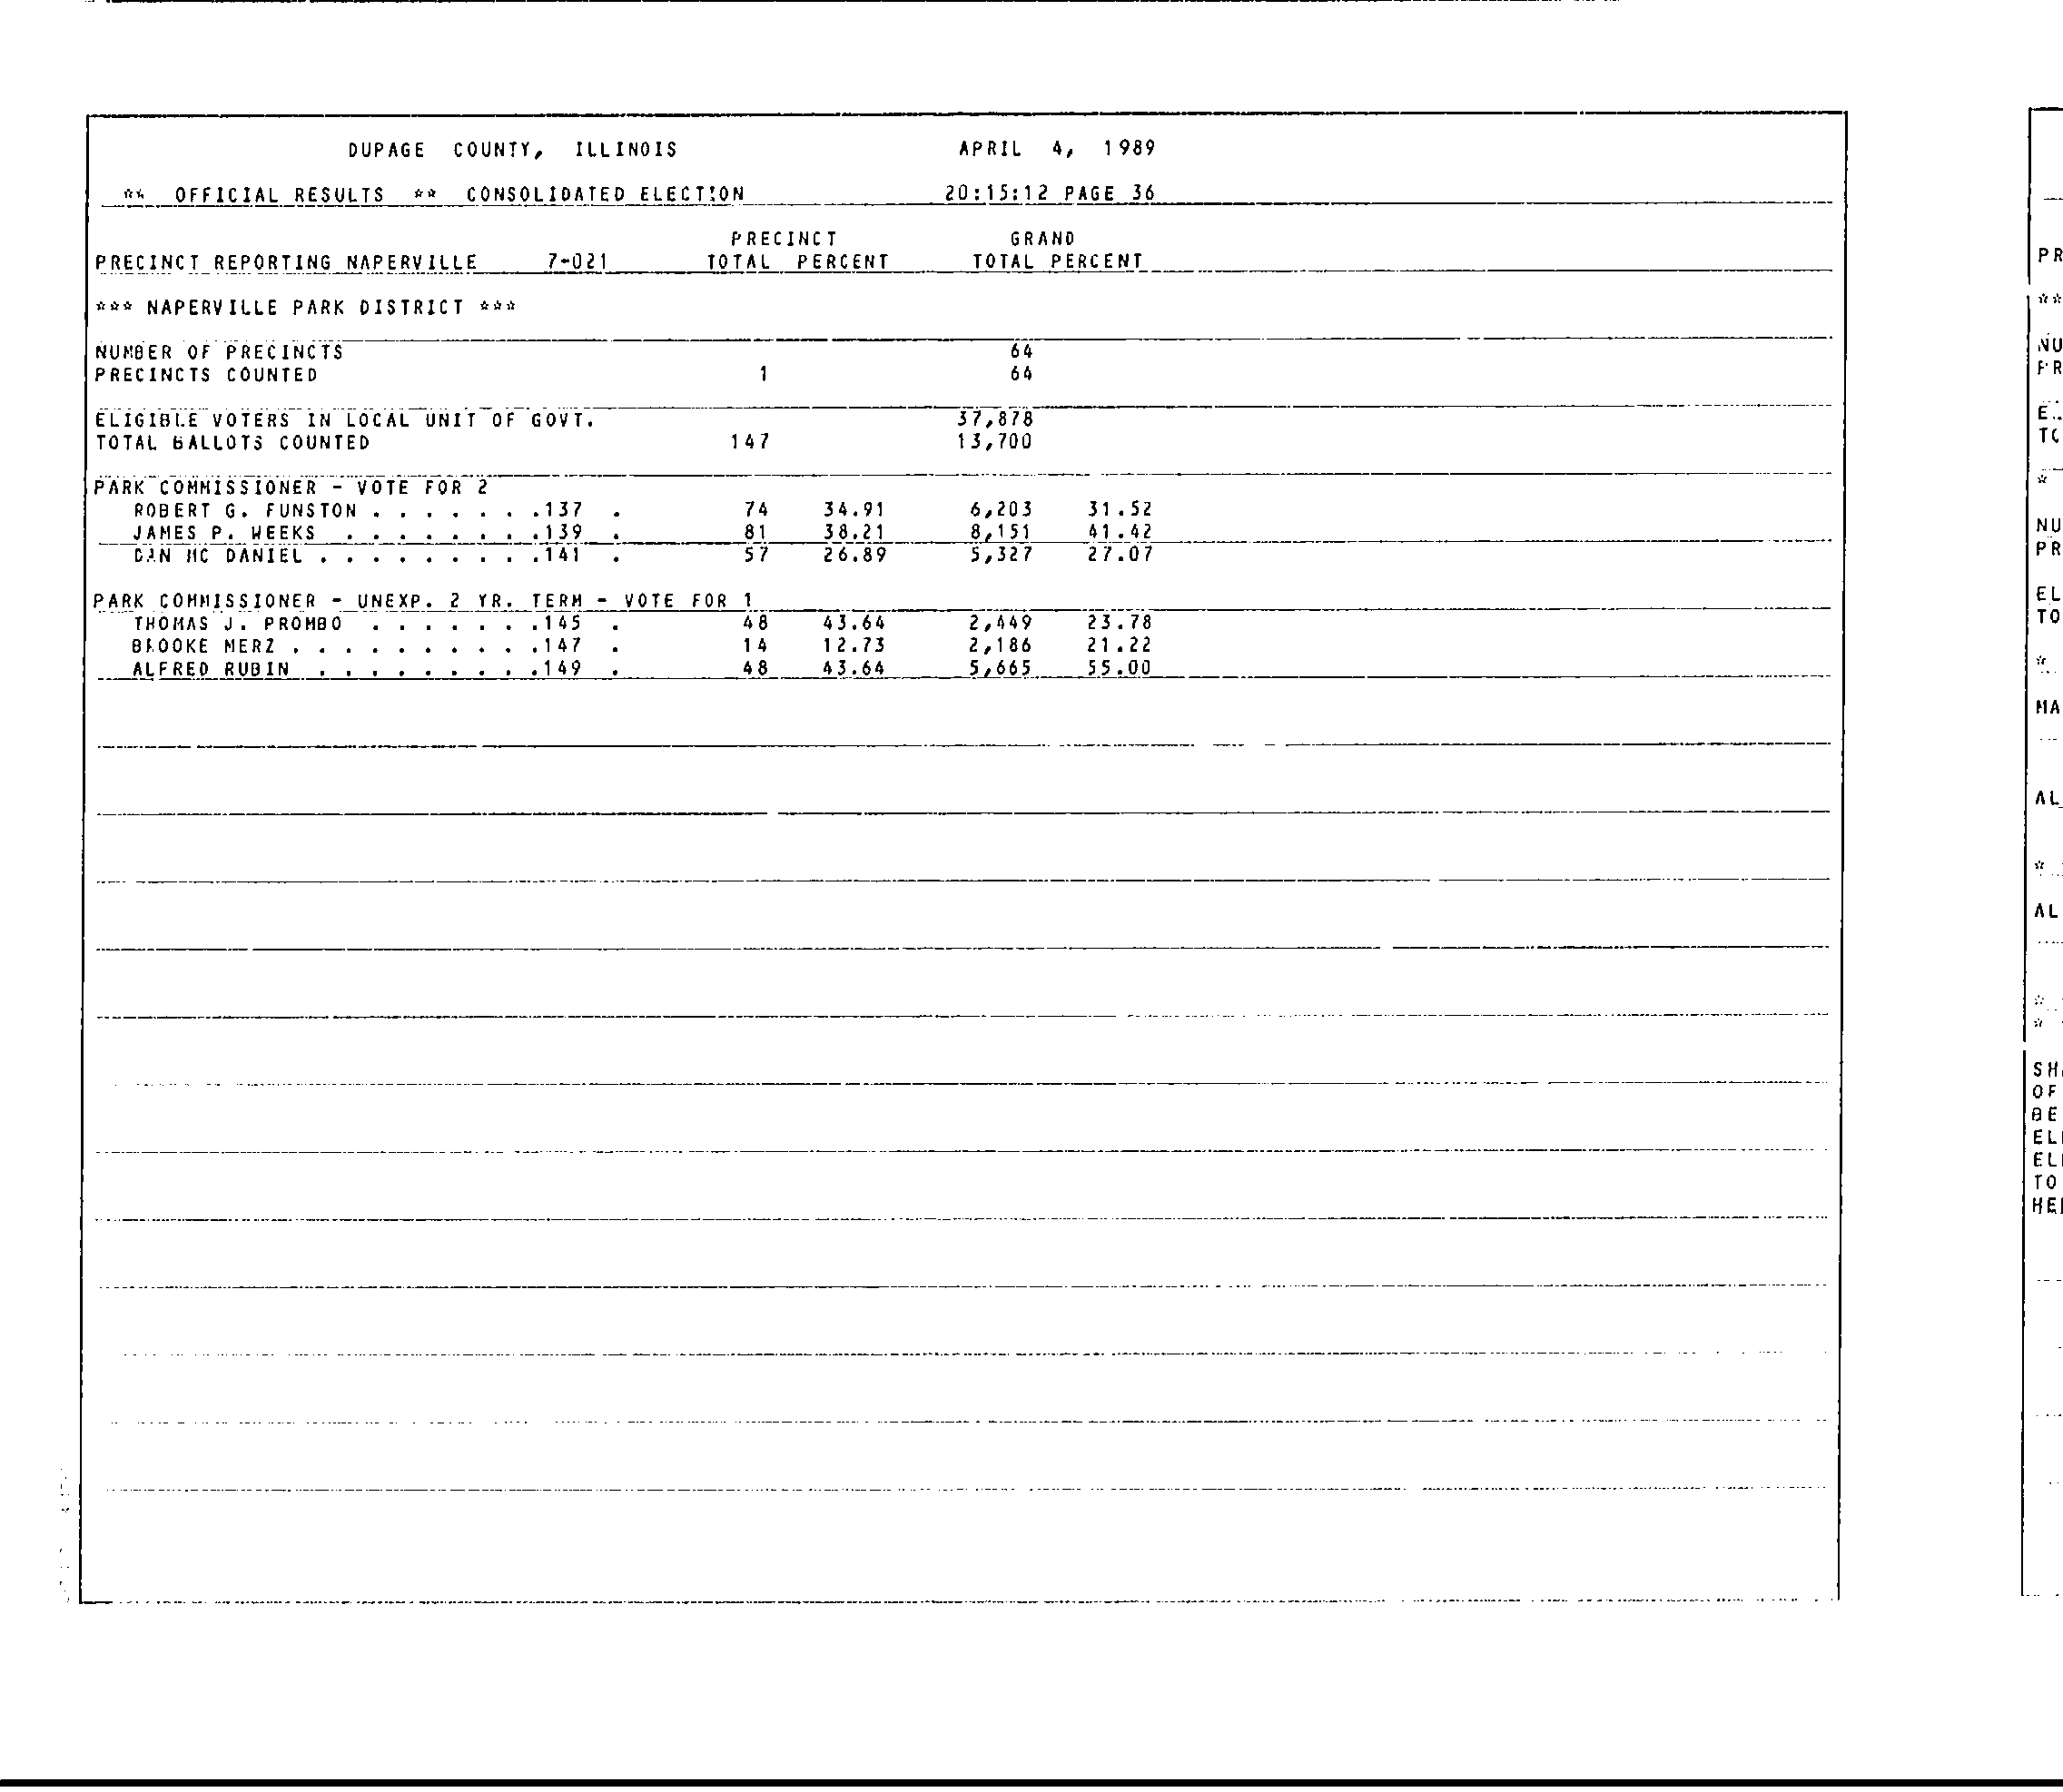 DUPAGE COUNTY, ILLINOIS APRIL 4, 1989
** OFFICIAL RESULTS ** CONSOLIDATED ELECTION 20:15:12 PAGE 36
PRECINCT GRAND
PRECINCT REPORTING NAPERVILLE 7-021 TOTAL PERCENT TOTAL PERCENT
*** NAPERVILLE PARK DISTRICT ***
NUMBER OF PRECINCTS 64
PRECINCTS COUNTED 1 64
ELIGIBLE VOTERS IN LOCAL UNIT OF GOVT. 37,878
TOTAL BALLOTS COUNTED 147 13,700
PARK COMMISSIONER - VOTE FOR 2
ROBERT G. FUNSTON . . . . . . .137 . 74 34.91 6,203 31.52
JAMES P. WEEKS . . . . . . . .139 . 81 38.21 8,151 41.42
DAN MC DANIEL . . . . . . . . .141 . 57 26.89 5,327 27.07
PARK COMMISSIONER - UNEXP. 2 YR. TERM - VOTE FOR 1
THOMAS J. PROMBO . . . . . . .145 . 48 43.64 2,449 23.78
BROOKE MERZ . . . . . . . . . .147 . 14 12.73 2,186 21.22
ALFRED RUBIN . . . . . . . . .149 . 48 43.64 5,665 55.00
PR
**
NU
PR
EL
TO
*
NU
PR
EL
TO
*
MA
AL
*
AL
*
*
SH
OF
BE
EL
EL
TO
HE